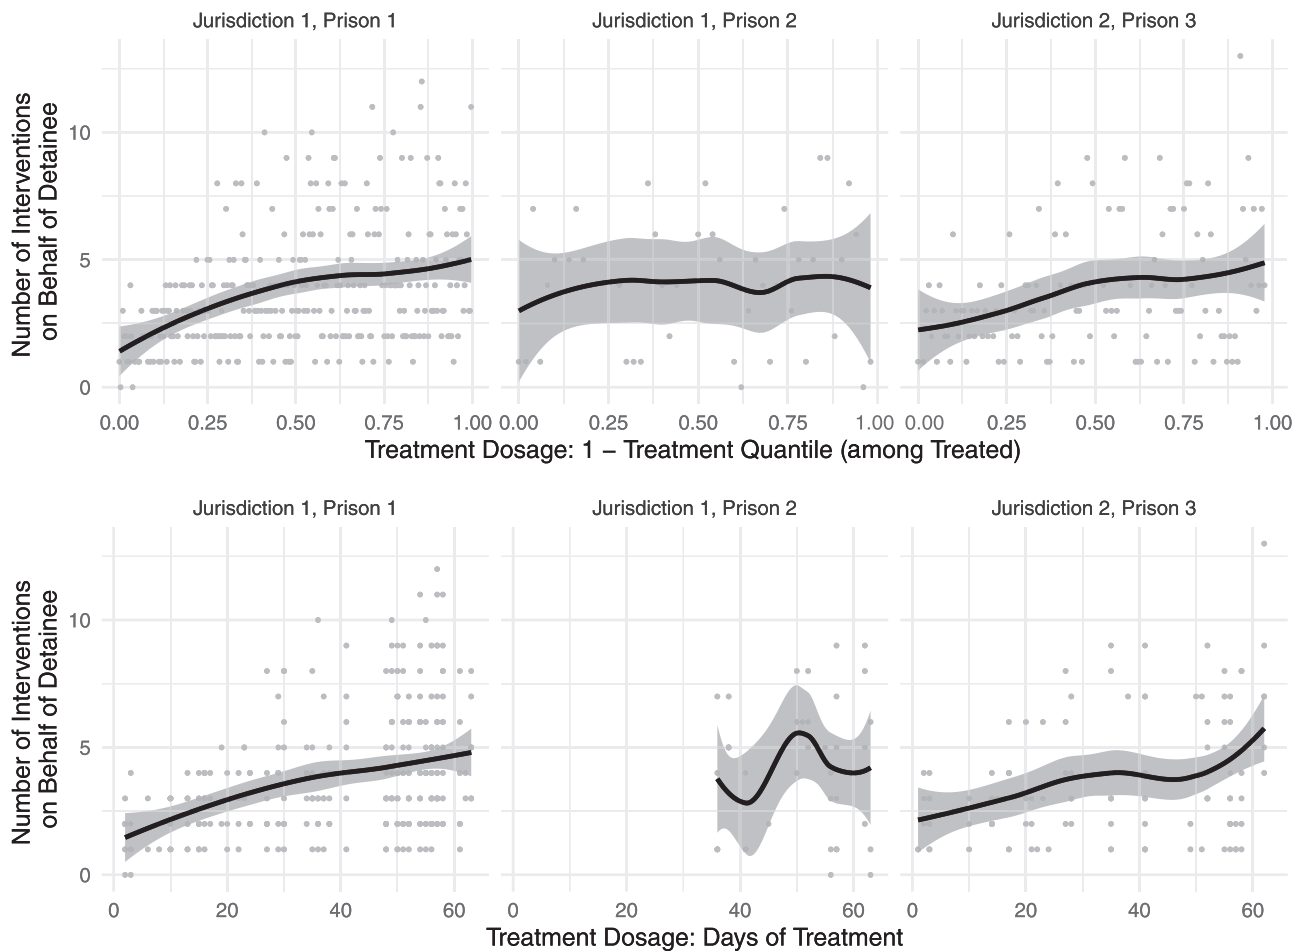 Jurisdiction 1, Prison 1
Jurisdiction 1, Prison 2
Jurisdiction 2, Prison 3
Number of Interventions
on Behalf of Detainee
10
5
0
0.00 0.25 0.50 0.75 1.00
0.00 0.25 0.50 0.75 1.00
0.00 0.25 0.50 0.75 1.00
Treatment Dosage: 1 − Treatment Quantile (among Treated)
Jurisdiction 1, Prison 1
Jurisdiction 1, Prison 2
Jurisdiction 2, Prison 3
Number of Interventions
on Behalf of Detainee
10
5
0
0 20 40 60
0 20 40 60
0 20 40 60
Treatment Dosage: Days of Treatment